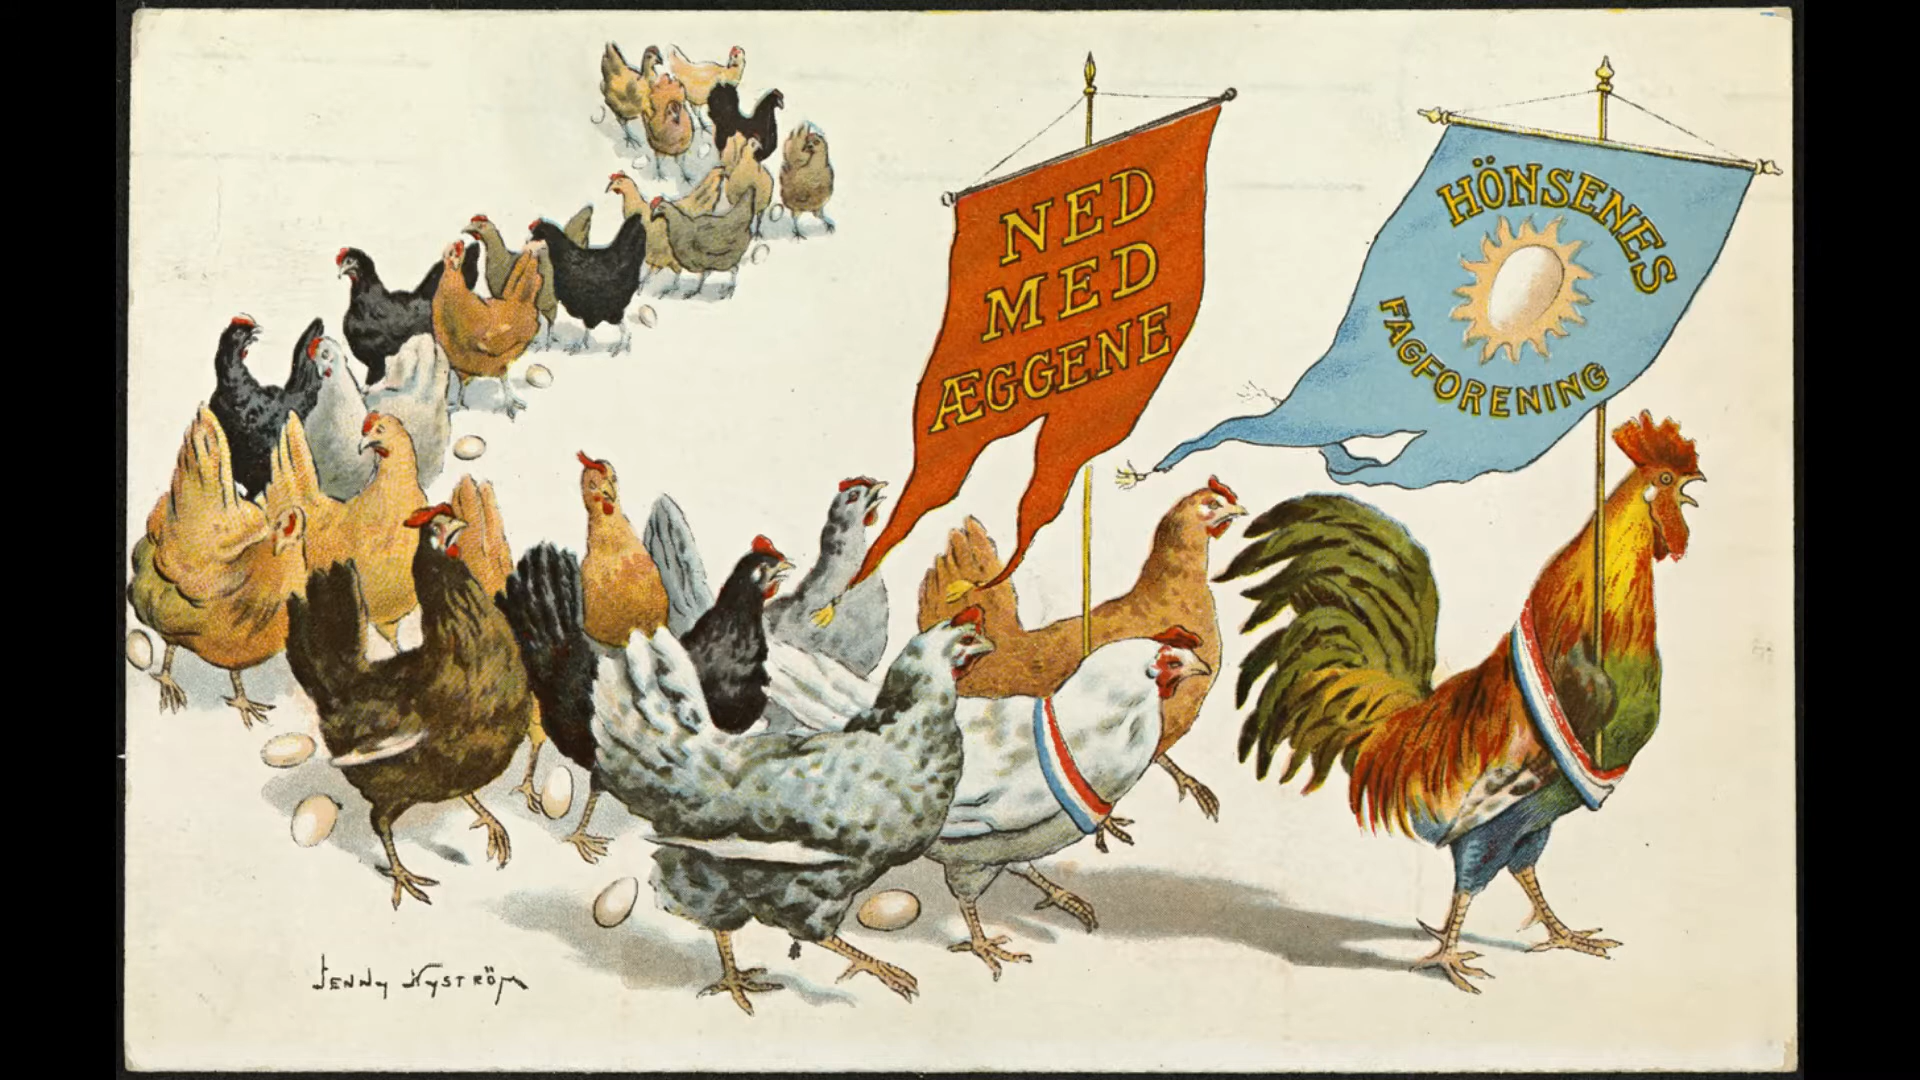 NED
MED
ÆGGENE
HÖNSENES
FAGFORENING
JENNY NYSTRÖM